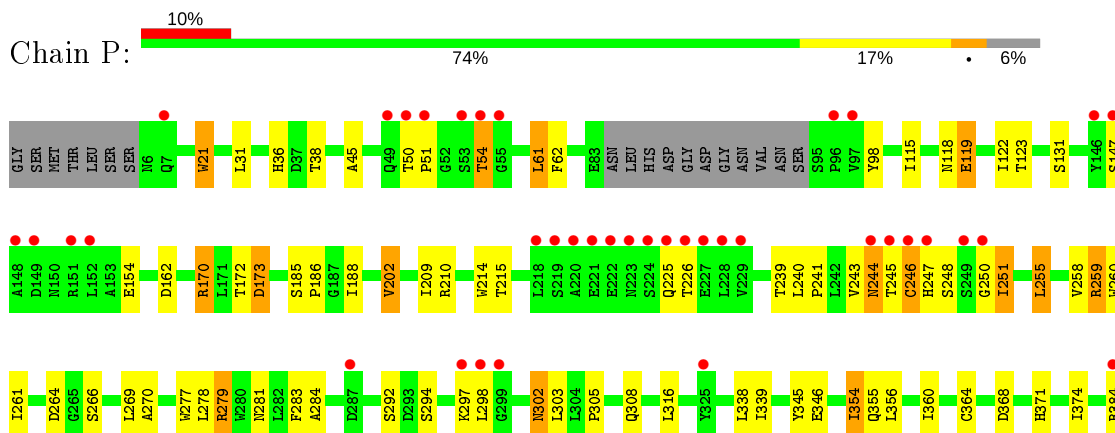 10%
Chain P:
74% 17% • 6%
GLY SER MET THR LEU SER SER N6 Q7 W21 L31 H36 D37 T38 A45 Q49 T50 P51 G52 S53 T54 G55 L61 F62 E83 ASN LEU HIS ASP GLY ASP GLY ASN VAL ASN SER S95 P96 V97 Y98 I115 N118 E119 I122 T123 S131 Y146 S147
A148 D149 N150 R151 L152 A153 E154 D162 R170 L171 T172 D173 S185 P186 G187 I188 V202 I209 R210 W214 T215 L218 S219 A220 E221 E222 N223 S224 Q225 T226 E227 L228 V229 T239 L240 P241 L242 V243 N244 T245 C246 H247 S248 S249 G250 I251 L255 V258 R259 W260
I261 D264 G265 S266 L269 A270 W277 L278 R279 W280 N281 L282 F283 A284 D287 S292 D293 S294 K297 L298 G299 N302 L303 L304 P305 Q308 L316 Y325 L338 I339 Y345 E346 I354 Q355 L356 I360 C364 D368 H371 I374